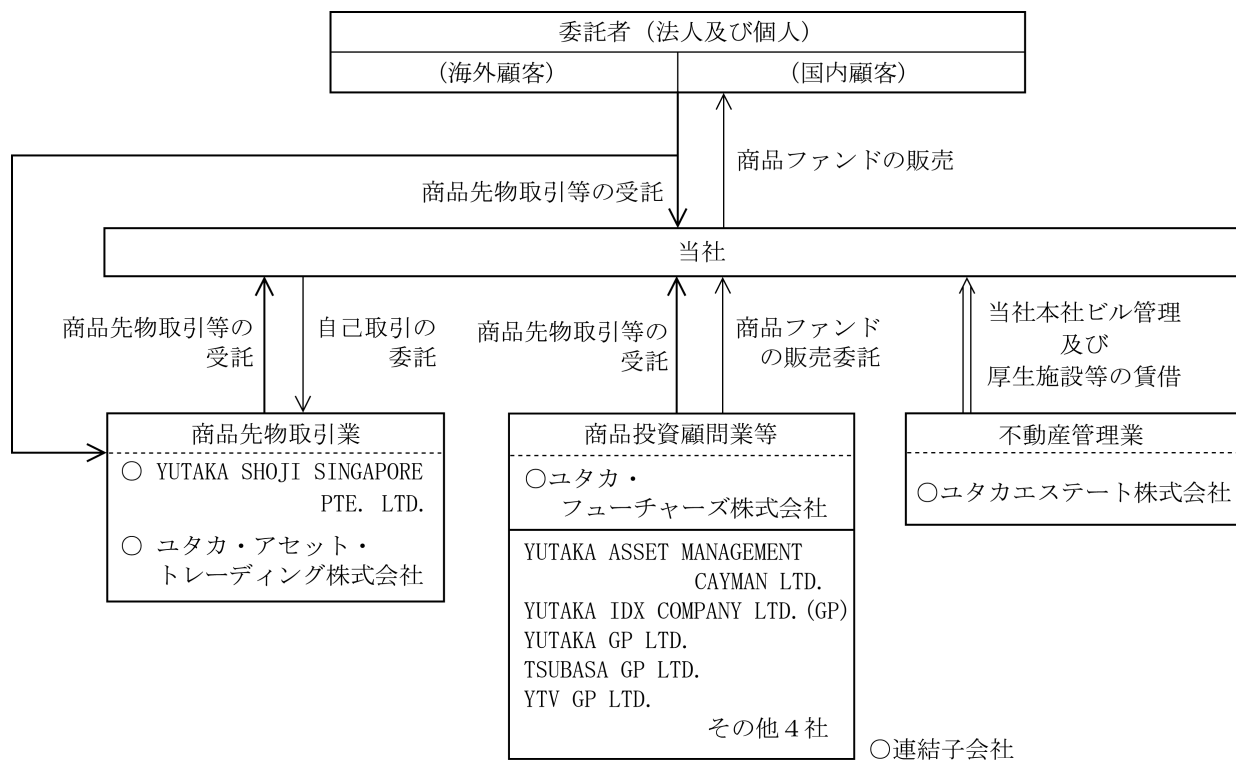 委託者（法人及び個人）
（海外顧客）
（国内顧客）
商品ファンドの販売
商品先物取引等の受託
当社
商品先物取引等の
受託
自己取引の
委託
商品先物取引等の
受託
商品ファンド
の販売委託
当社本社ビル管理
及び
厚生施設等の賃借
商品先物取引業
○ YUTAKA SHOJI SINGAPORE
PTE. LTD.
○ ユタカ・アセット・
トレーディング株式会社
商品投資顧問業等
○ユタカ・
フューチャーズ株式会社
YUTAKA ASSET MANAGEMENT
CAYMAN LTD.
YUTAKA IDX COMPANY LTD.(GP)
YUTAKA GP LTD.
TSUBASA GP LTD.
YTV GP LTD.
その他４社
不動産管理業
○ユタカエステート株式会社
○連結子会社